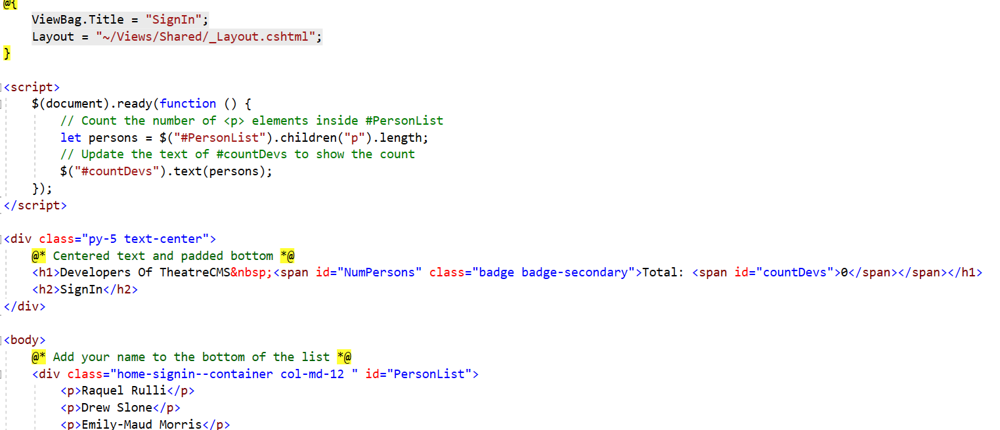 @{
ViewBag.Title = "SignIn";
Layout = "~/Views/Shared/_Layout.cshtml";
}
<script>
$(document).ready(function () {
// Count the number of <p> elements inside #PersonList
let persons = $("#PersonList").children("p").length;
// Update the text of #countDevs to show the count
$("#countDevs").text(persons);
});
</script>
<div class="py-5 text-center">
@* Centered text and padded bottom *@
<h1>Developers Of TheatreCMS&nbsp;<span id="NumPersons" class="badge badge-secondary">Total: <span id="countDevs">0</span></span></h1>
<h2>SignIn</h2>
</div>
<body>
@* Add your name to the bottom of the list *@
<div class="home-signin--container col-md-12 " id="PersonList">
<p>Raquel Rulli</p>
<p>Drew Slone</p>
<p>Emily-Maud Morris</p>